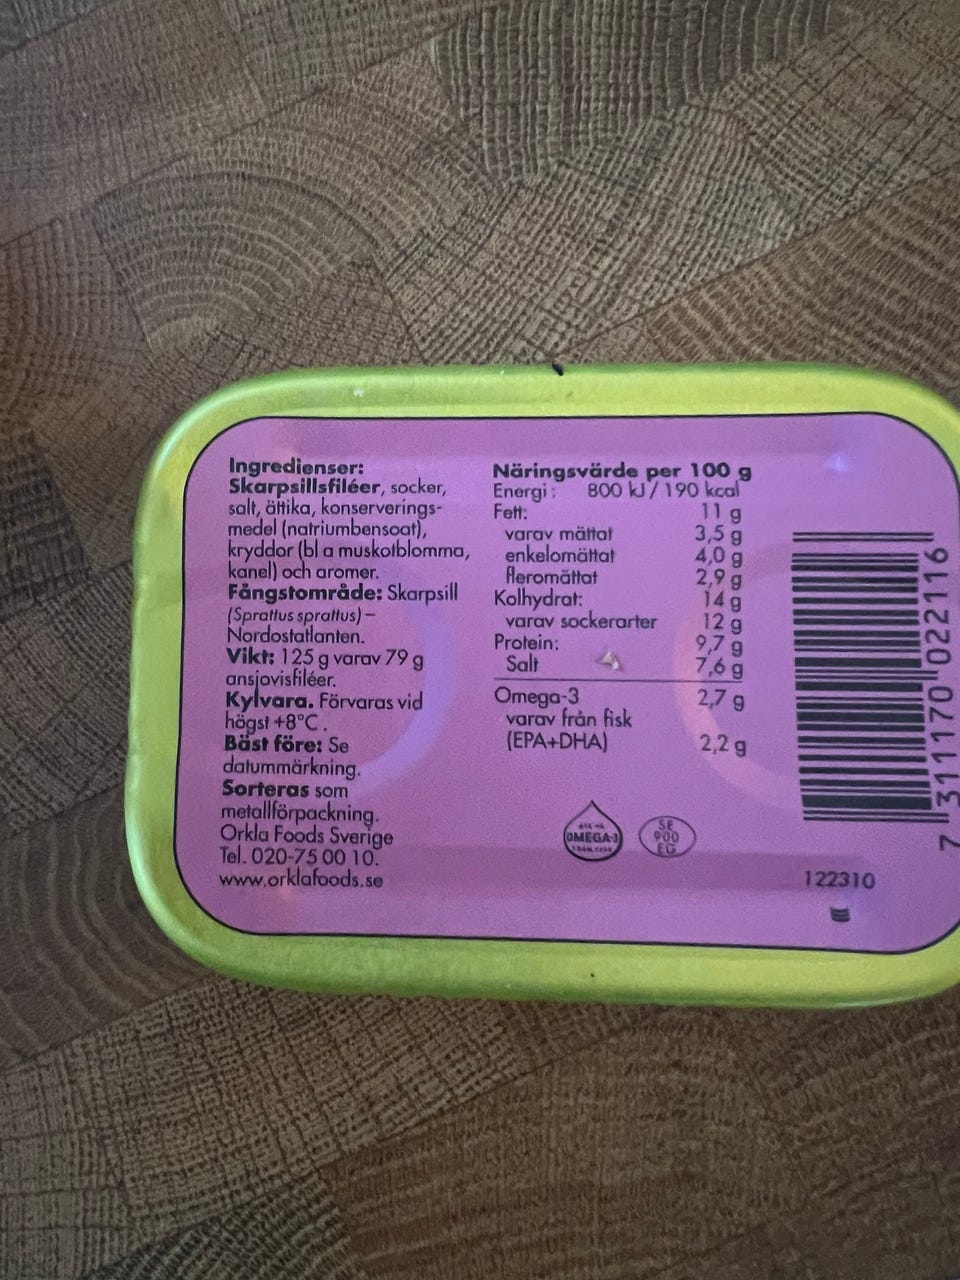 Ingredienser:
Skarpsillsfiléer, socker,
salt, ättika, konserverings-
medel (natriumbensoat),
kryddor (bl a muskotblomma,
kanel) och aromer.
Fångstområde: Skarpsill
(Sprattus sprattus) –
Nordostatlanten.
Vikt: 125 g varav 79 g
ansjovisfiléer.
Kylvara. Förvaras vid
högst +8°C.
Bäst före: Se
datummärkning.
Sorteras som
metallförpackning.
Orkla Foods Sverige
Tel. 020-75 00 10.
www.orklafoods.se
Näringsvärde per 100 g
Energi: 800 kJ / 190 kcal
Fett: 11 g
varav mättat 3,5 g
enkelomättat 4,0 g
fleromättat 2,9 g
Kolhydrat: 14 g
varav sockerarter 12 g
Protein: 9,7 g
Salt 7,6 g
Omega-3 2,7 g
varav från fisk
(EPA+DHA) 2,2 g
OMEGA-3
SE
900
EG
7 311170 022116
122310